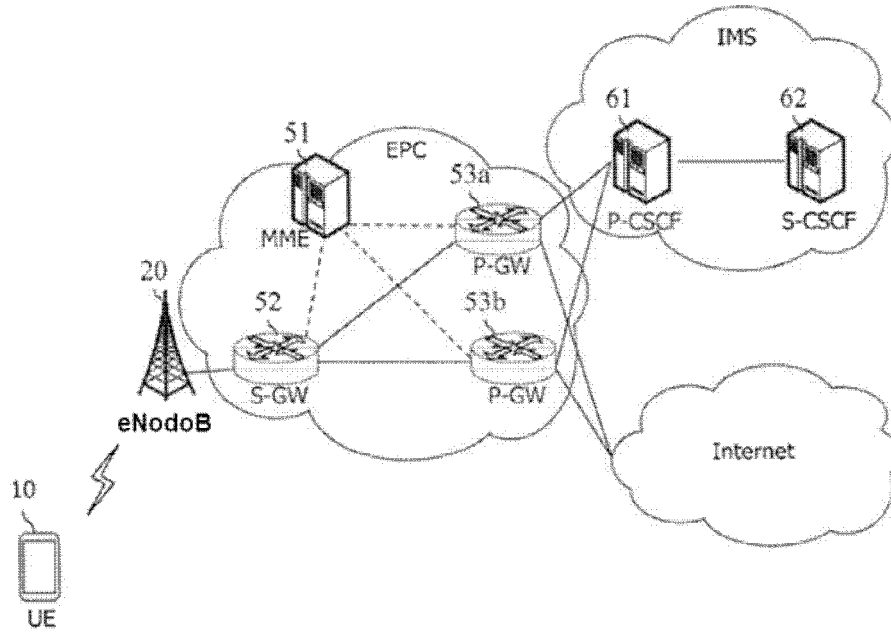 IMS
61
62
51
EPC
53a
P-CSCF
S-CSCF
MME
P-GW
20
52
53b
S-GW
P-GW
eNodoB
Internet
10
UE